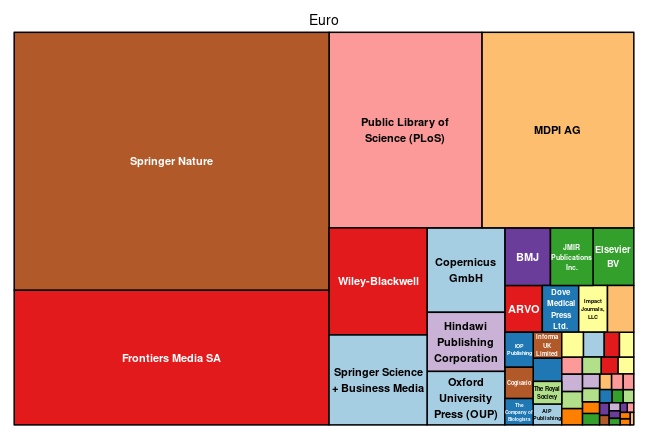 Euro
Springer Nature
Public Library of
Science (PLoS)
MDPI AG
Frontiers Media SA
Wiley-Blackwell
Springer Science
+ Business Media
Copernicus
GmbH
Hindawi
Publishing
Corporation
Oxford
University
Press (OUP)
BMJ
JMIR
Publications
Inc.
Elsevier
BV
ARVO
Dove
Medical
Press
Ltd.
Impact
Journals,
LLC
IOP
Publishing
Informa
UK
Limited
Cogitatio
The Royal
Society
The
Company of
Biologists
AIP
Publishing